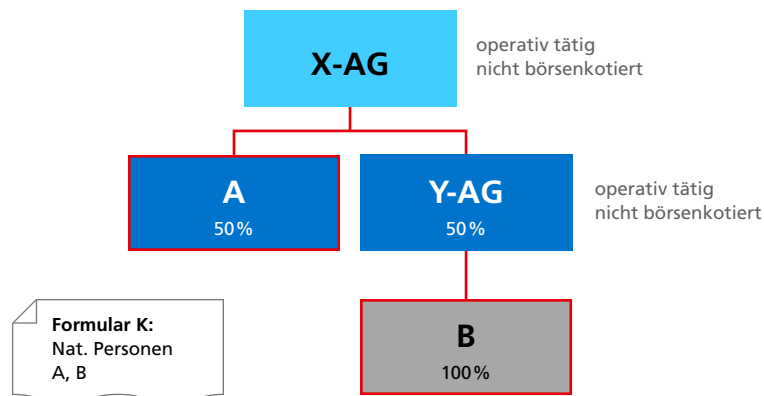 X-AG
operativ tätig
nicht börsenkotiert
A
50%
Y-AG
50%
operativ tätig
nicht börsenkotiert
B
100%
Formular K:
Nat. Personen
A, B